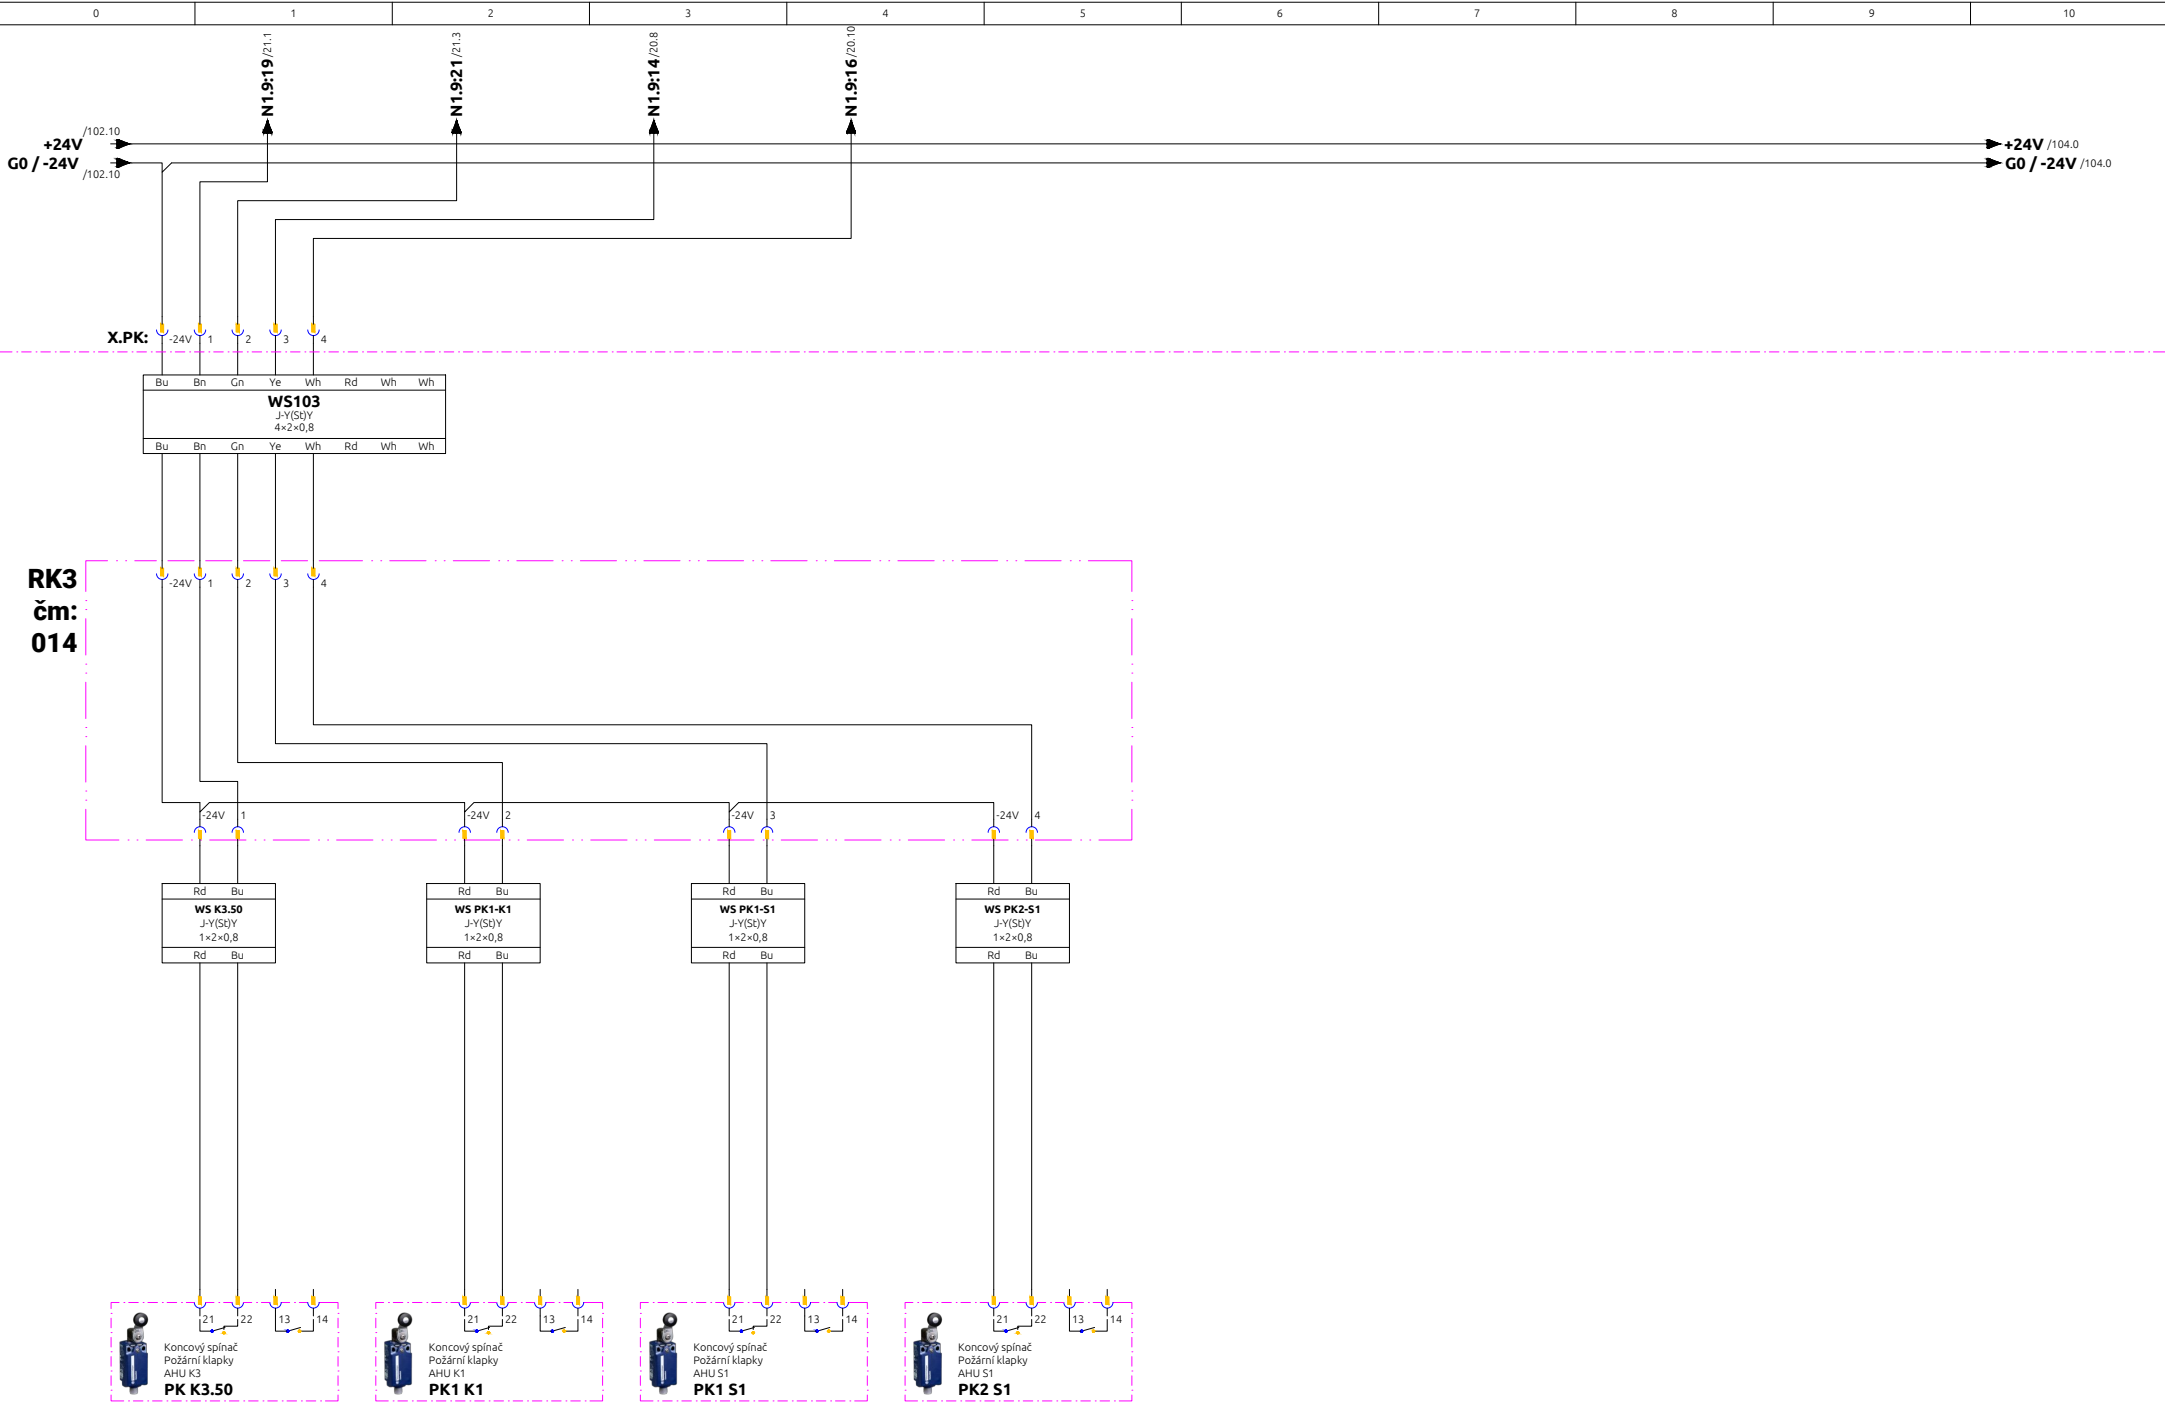 0 1 2 3 4 5 6 7 8 9 10
N1.9:19 /21.1
N1.9:21 /21.3
N1.9:14 /20.8
N1.9:16 /20.10
/102.10
+24V
G0 / -24V
/102.10
+24V /104.0
G0 / -24V /104.0
X.PK: -24V 1 2 3 4
Bu Bn Gn Ye Wh Rd Wh Wh
WS103
J-Y(St)Y
4×2×0,8
Bu Bn Gn Ye Wh Rd Wh Wh
RK3
čm:
014
-24V 1 2 3 4
-24V 1 -24V 2 -24V 3 -24V 4
Rd Bu
WS K3.50
J-Y(St)Y
1×2×0,8
Rd Bu
Rd Bu
WS PK1-K1
J-Y(St)Y
1×2×0,8
Rd Bu
Rd Bu
WS PK1-S1
J-Y(St)Y
1×2×0,8
Rd Bu
Rd Bu
WS PK2-S1
J-Y(St)Y
1×2×0,8
Rd Bu
21 22 13 14
Koncový spínač
Požární klapky
AHU K3
PK K3.50
21 22 13 14
Koncový spínač
Požární klapky
AHU K1
PK1 K1
21 22 13 14
Koncový spínač
Požární klapky
AHU S1
PK1 S1
21 22 13 14
Koncový spínač
Požární klapky
AHU S1
PK2 S1